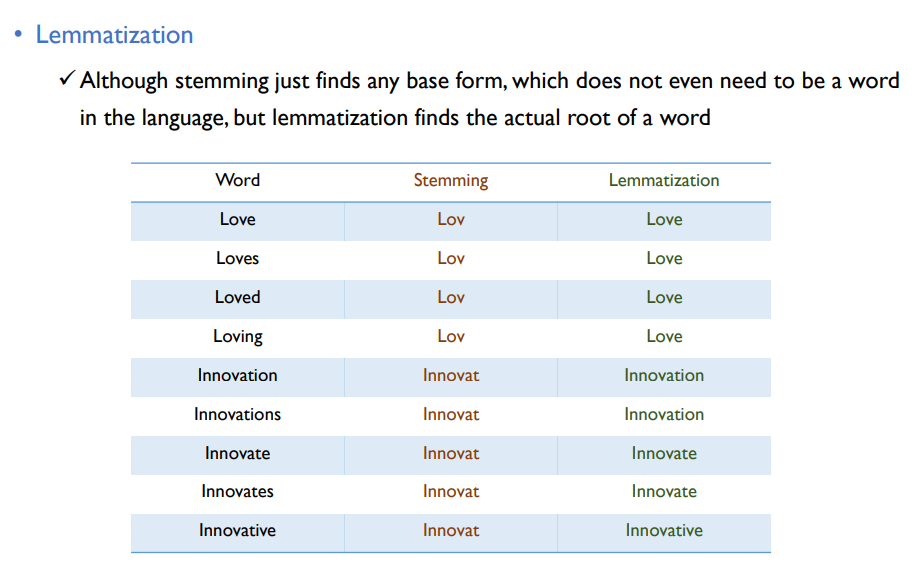 • Lemmatization
✓ Although stemming just finds any base form, which does not even need to be a word
in the language, but lemmatization finds the actual root of a word
Word Stemming Lemmatization
Love Lov Love
Loves Lov Love
Loved Lov Love
Loving Lov Love
Innovation Innovat Innovation
Innovations Innovat Innovation
Innovate Innovat Innovate
Innovates Innovat Innovate
Innovative Innovat Innovative